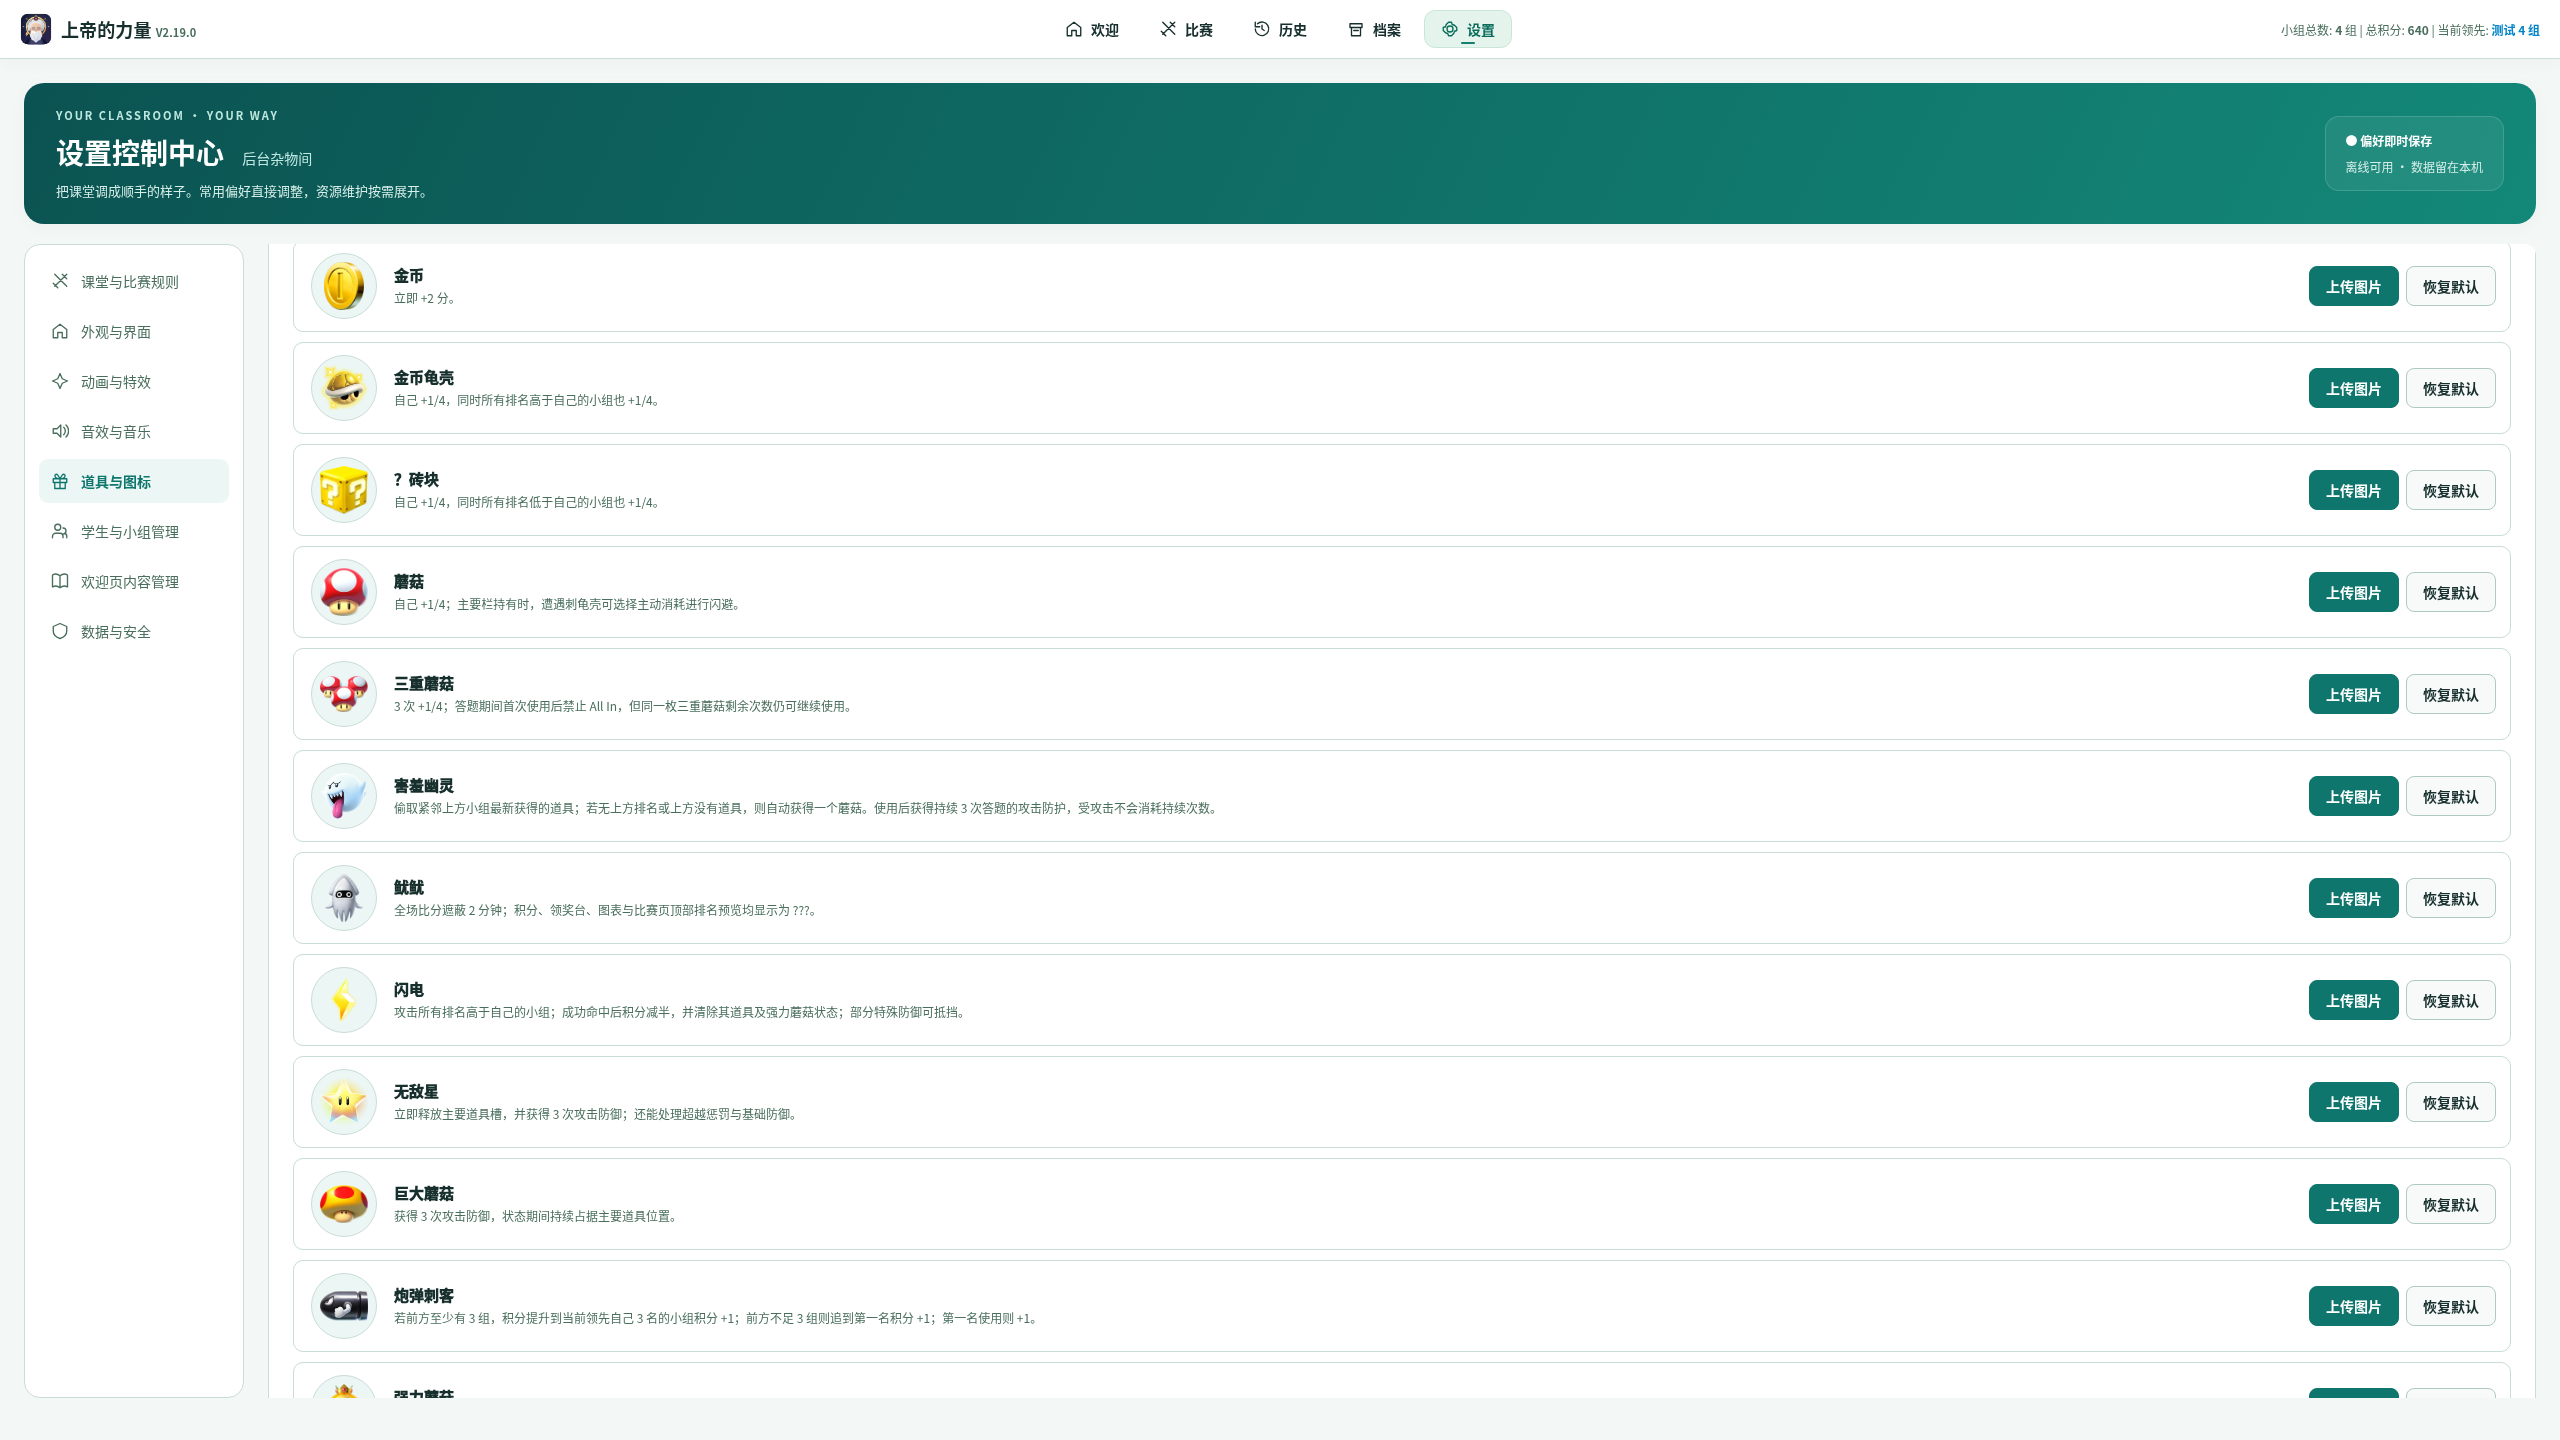 上帝的力量 V2.19.0
欢迎
比赛
历史
档案
设置
小组总数: 4 组 | 总积分: 640 | 当前领先: 测试 4 组
YOUR CLASSROOM · YOUR WAY
设置控制中心 后台杂物间
把课堂调成顺手的样子。常用偏好直接调整，资源维护按需展开。
偏好即时保存
离线可用 · 数据留在本机
课堂与比赛规则
外观与界面
动画与特效
音效与音乐
道具与图标
学生与小组管理
欢迎页内容管理
数据与安全
金币
立即 +2 分。
上传图片 恢复默认
金币龟壳
自己 +1/4，同时所有排名高于自己的小组也 +1/4。
上传图片 恢复默认
？砖块
自己 +1/4，同时所有排名低于自己的小组也 +1/4。
上传图片 恢复默认
蘑菇
自己 +1/4；主要栏持有时，遭遇刺龟壳可选择主动消耗进行闪避。
上传图片 恢复默认
三重蘑菇
3 次 +1/4；答题期间首次使用后禁止 All In，但同一枚三重蘑菇剩余次数仍可继续使用。
上传图片 恢复默认
害羞幽灵
偷取紧邻上方小组最新获得的道具；若无上方排名或上方没有道具，则自动获得一个蘑菇。使用后获得持续 3 次答题的攻击防护，受攻击不会消耗持续次数。
上传图片 恢复默认
鱿鱿
全场比分遮蔽 2 分钟；积分、领奖台、图表与比赛页顶部排名预览均显示为 ???。
上传图片 恢复默认
闪电
攻击所有排名高于自己的小组；成功命中后积分减半，并清除其道具及强力蘑菇状态；部分特殊防御可抵挡。
上传图片 恢复默认
无敌星
立即释放主要道具槽，并获得 3 次攻击防御；还能处理超越惩罚与基础防御。
上传图片 恢复默认
巨大蘑菇
获得 3 次攻击防御，状态期间持续占据主要道具位置。
上传图片 恢复默认
炮弹刺客
若前方至少有 3 组，积分提升到当前领先自己 3 名的小组积分 +1；前方不足 3 组则追到第一名积分 +1；第一名使用则 +1。
上传图片 恢复默认
强力蘑菇